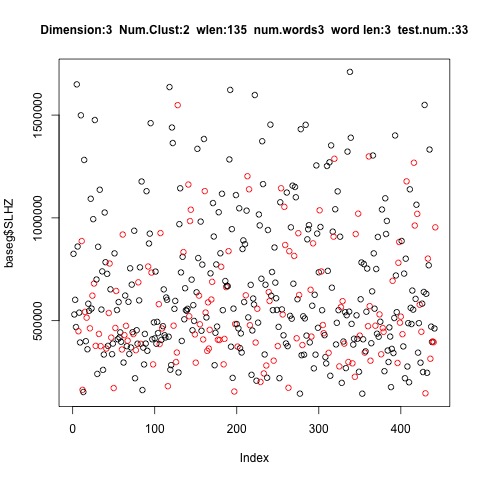 Dimension:3 Num.Clust:2 wlen:135 num.words3 word len:3 test.num.:33
1500000
1000000
500000
baseg$SLHZ
0 100 200 300 400
Index